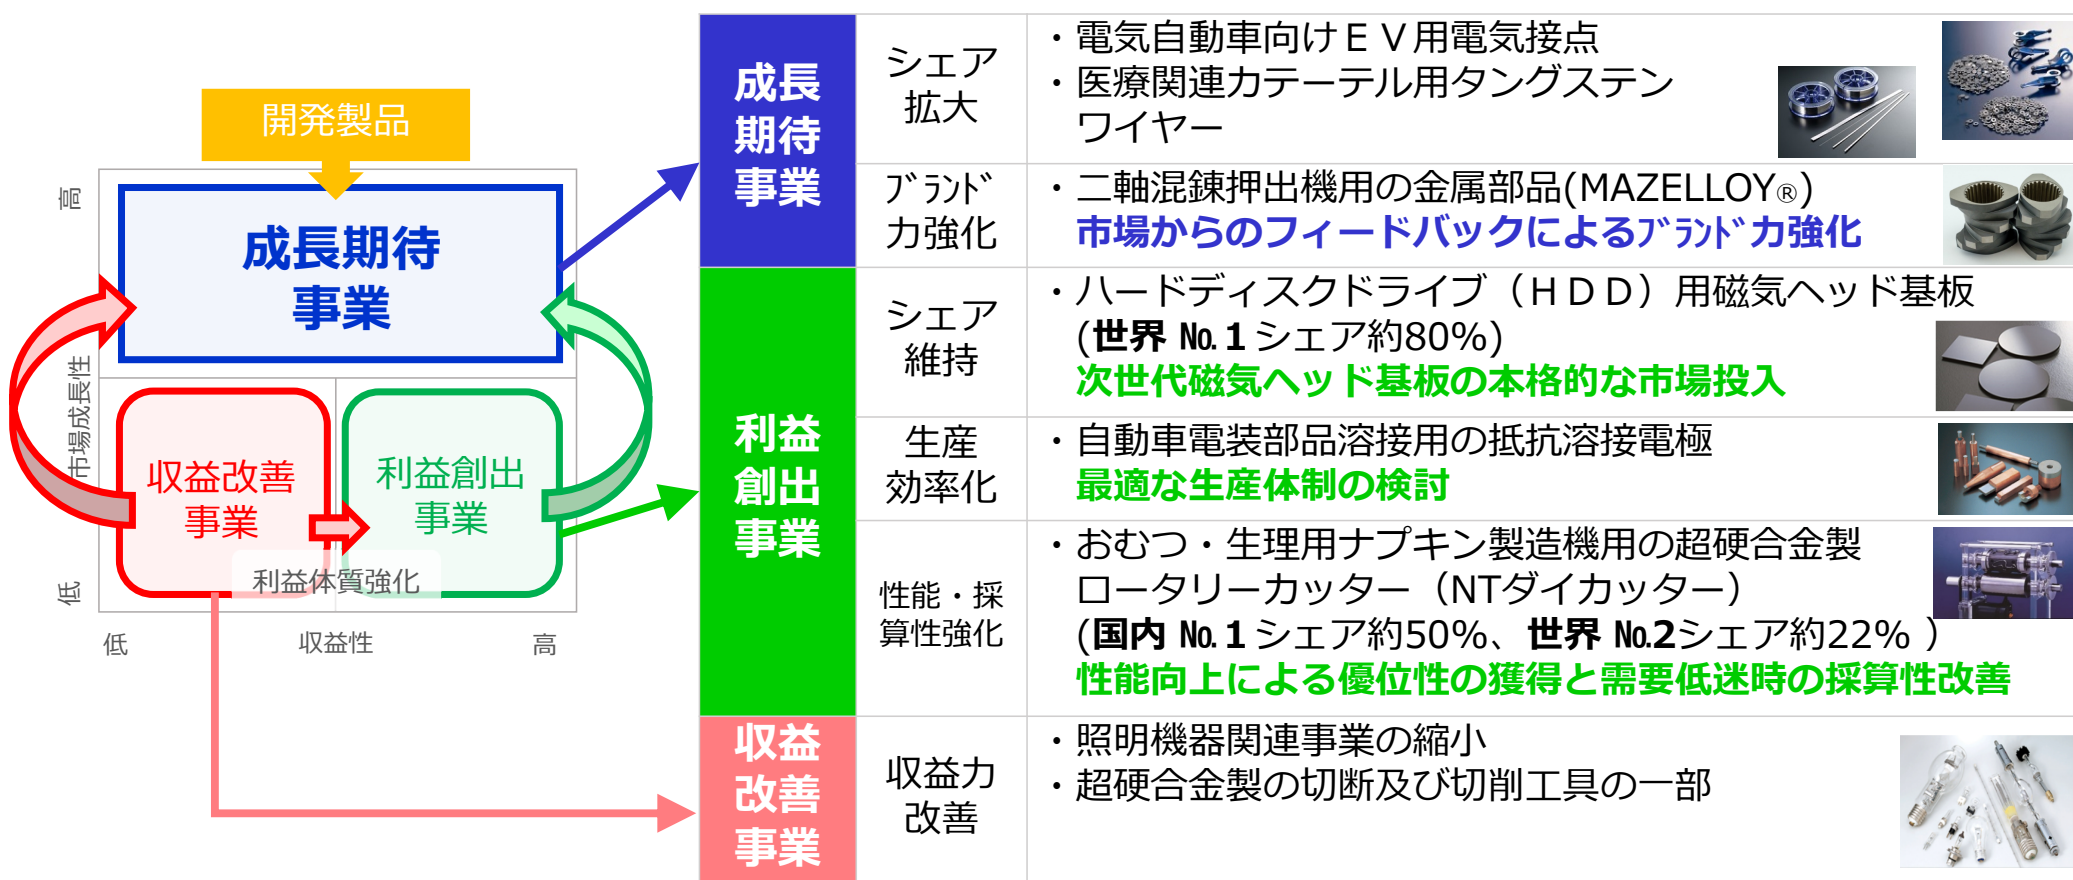 開発製品
高
成長期待
事業
市場成長性
収益改善
事業
利益創出
事業
利益体質強化
低
低
収益性
高
成長
期待
事業
シェア
拡大
・電気自動車向けＥＶ用電気接点
・医療関連カテーテル用タングステン
ワイヤー
ﾌﾞﾗﾝﾄﾞ
力強化
・二軸混錬押出機用の金属部品(MAZELLOY®)
市場からのフィードバックによるﾌﾞﾗﾝﾄﾞ力強化
利益
創出
事業
シェア
維持
・ハードディスクドライブ（ＨＤＤ）用磁気ヘッド基板
(世界 №１シェア約80%)
次世代磁気ヘッド基板の本格的な市場投入
生産
効率化
・自動車電装部品溶接用の抵抗溶接電極
最適な生産体制の検討
性能・採
算性強化
・おむつ・生理用ナプキン製造機用の超硬合金製
ロータリーカッター（NTダイカッター）
(国内 №１シェア約50%、世界 №2シェア約22% ）
性能向上による優位性の獲得と需要低迷時の採算性改善
収益
改善
事業
収益力
改善
・照明機器関連事業の縮小
・超硬合金製の切断及び切削工具の一部